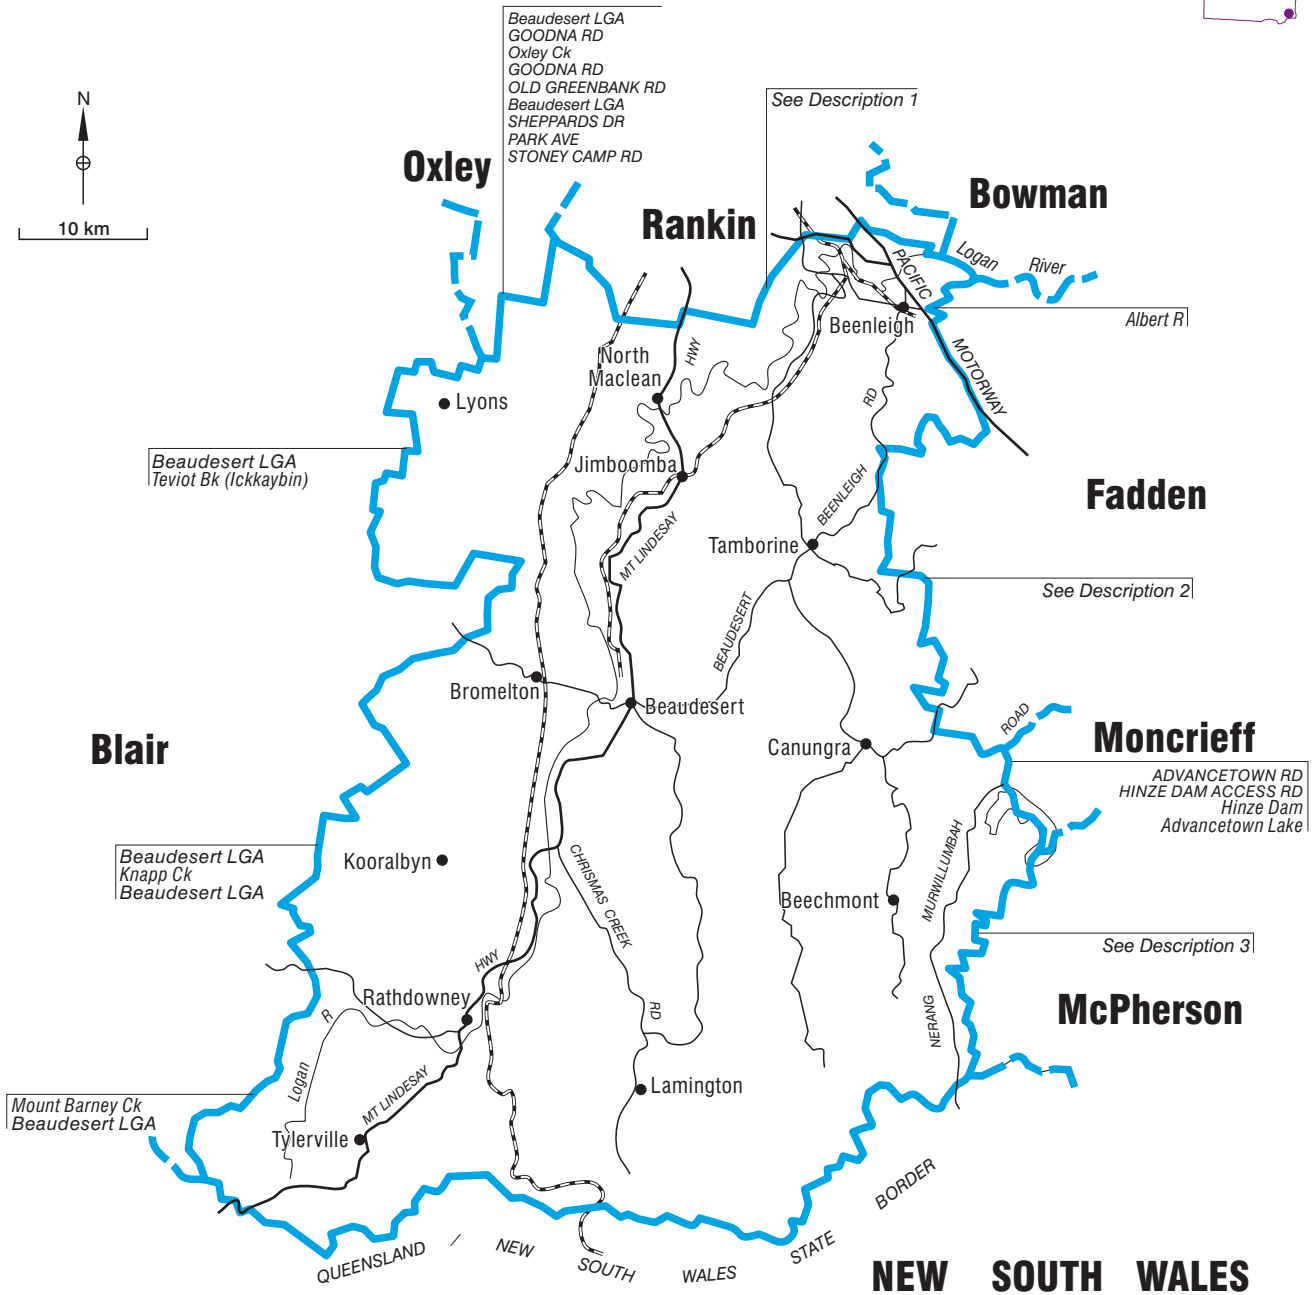 Beaudesert LGA
GOODNA RD
Oxley Ck
GOODNA RD
OLD GREENBANK RD
Beaudesert LGA
SHEPPARDS DR
PARK AVE
STONEY CAMP RD
See Description 1
N
10 km
Oxley
Rankin
Bowman
Logan
River
PACIFIC
MOTORWAY
Albert R
Beenleigh
North
Maclean
HWY
RD
Lyons
Beaudesert LGA
Teviot Bk (Ickkaybin)
Jimboomba
BEENLEIGH
Fadden
MT LINDESAY
Tamborine
See Description 2
BEAUDESERT
Bromelton
Beaudesert
ROAD
Blair
Canungra
Moncrieff
ADVANCETOWN RD
HINZE DAM ACCESS RD
Hinze Dam
Advancetown Lake
Beaudesert LGA
Knapp Ck
Beaudesert LGA
Kooralbyn
CHRISMAS CREEK
MURWILLUMBAH
Beechmont
See Description 3
HWY
Rathdowney
RD
NERANG
McPherson
R
Logan
MT LINDESAY
Lamington
Mount Barney Ck
Beaudesert LGA
Tylerville
QUEENSLAND / NEW SOUTH WALES STATE BORDER
NEW SOUTH WALES